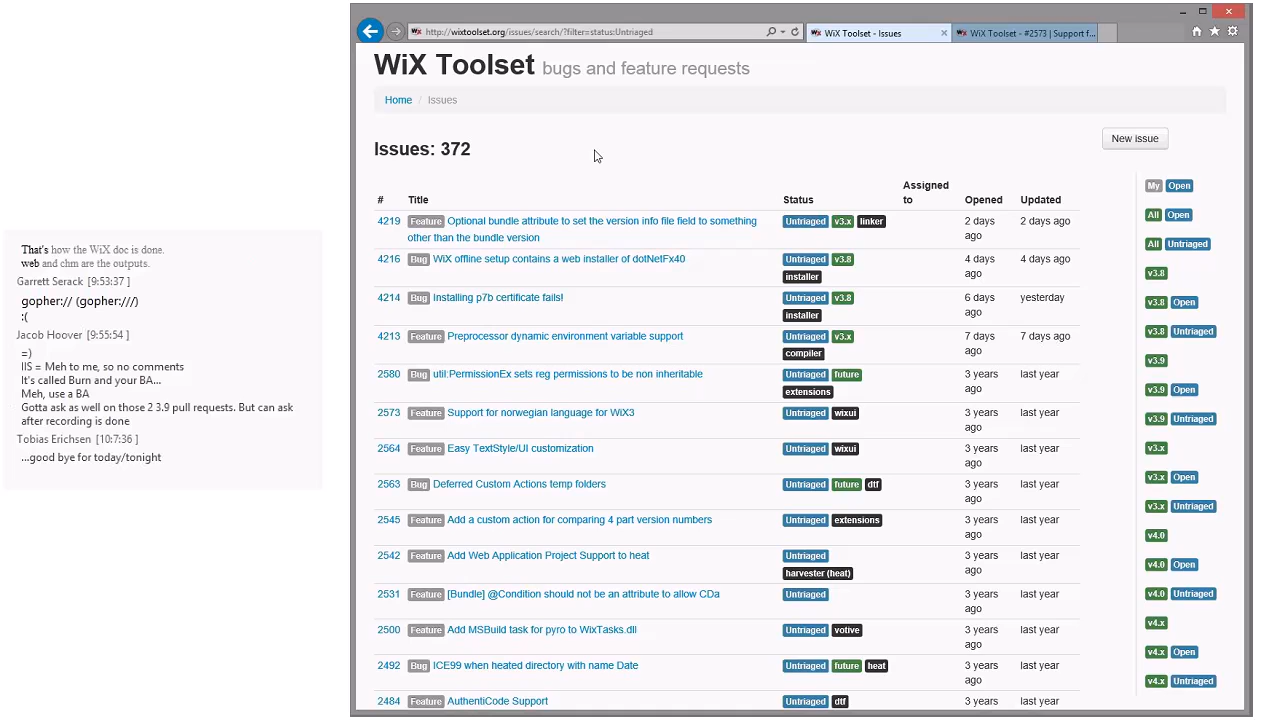 That's how the WiX doc is done.
web and chm are the outputs.
Garrett Serack [9:53:37 ]
gopher:// (gopher:///)
:(
Jacob Hoover [9:55:54 ]
=)
IIS = Meh to me, so no comments
It's called Burn and your BA...
Meh, use a BA
Gotta ask as well on those 2 3.9 pull requests. But can ask
after recording is done
Tobias Erichsen [10:7:36 ]
...good bye for today/tonight
http://wixtoolset.org/issues/search/?filter=status:Untriaged
WiX Toolset - Issues
WiX Toolset - #2573 | Support f...
WiX Toolset bugs and feature requests
Home / Issues
Issues: 372
New issue
# Title Status Assigned to Opened Updated
4219 Feature Optional bundle attribute to set the version info file field to something Untriaged v3.x linker 2 days 2 days ago
other than the bundle version ago
4216 Bug WiX offline setup contains a web installer of dotNetFx40 Untriaged v3.8 4 days 4 days ago
installer ago
4214 Bug Installing p7b certificate fails! Untriaged v3.8 6 days yesterday
installer ago
4213 Feature Preprocessor dynamic environment variable support Untriaged v3.x 7 days 7 days ago
compiler ago
2580 Bug util:PermissionEx sets reg permissions to be non inheritable Untriaged future 3 years last year
extensions ago
2573 Feature Support for norwegian language for WiX3 Untriaged wixui 3 years last year
ago
2564 Feature Easy TextStyle/UI customization Untriaged wixui 3 years last year
ago
2563 Bug Deferred Custom Actions temp folders Untriaged future dtf 3 years last year
ago
2545 Feature Add a custom action for comparing 4 part version numbers Untriaged extensions 3 years last year
ago
2542 Feature Add Web Application Project Support to heat Untriaged 3 years last year
harvester (heat) ago
2531 Feature [Bundle] @Condition should not be an attribute to allow CDa Untriaged 3 years last year
ago
2500 Feature Add MSBuild task for pyro to WixTasks.dll Untriaged votive 3 years last year
ago
2492 Bug ICE99 when heated directory with name Date Untriaged future heat 3 years last year
ago
2484 Feature AuthentiCode Support Untriaged dtf 3 years last year
My Open
All Open
All Untriaged
v3.8
v3.8 Open
v3.8 Untriaged
v3.9
v3.9 Open
v3.9 Untriaged
v3.x
v3.x Open
v3.x Untriaged
v4.0
v4.0 Open
v4.0 Untriaged
v4.x
v4.x Open
v4.x Untriaged